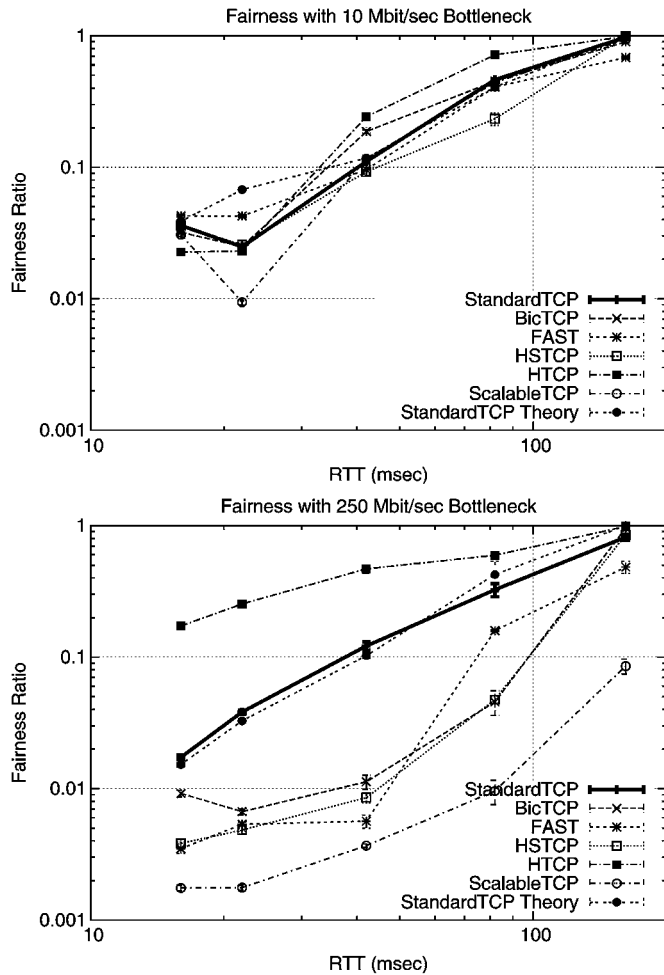 Fairness with 10 Mbit/sec Bottleneck
1
0.1
0.01
0.001
Fairness Ratio
StandardTCP
BicTCP
FAST
HSTCP
HTCP
ScalableTCP
StandardTCP Theory
10
100
RTT (msec)
Fairness with 250 Mbit/sec Bottleneck
1
0.1
0.01
0.001
Fairness Ratio
StandardTCP
BicTCP
FAST
HSTCP
HTCP
ScalableTCP
StandardTCP Theory
10
100
RTT (msec)